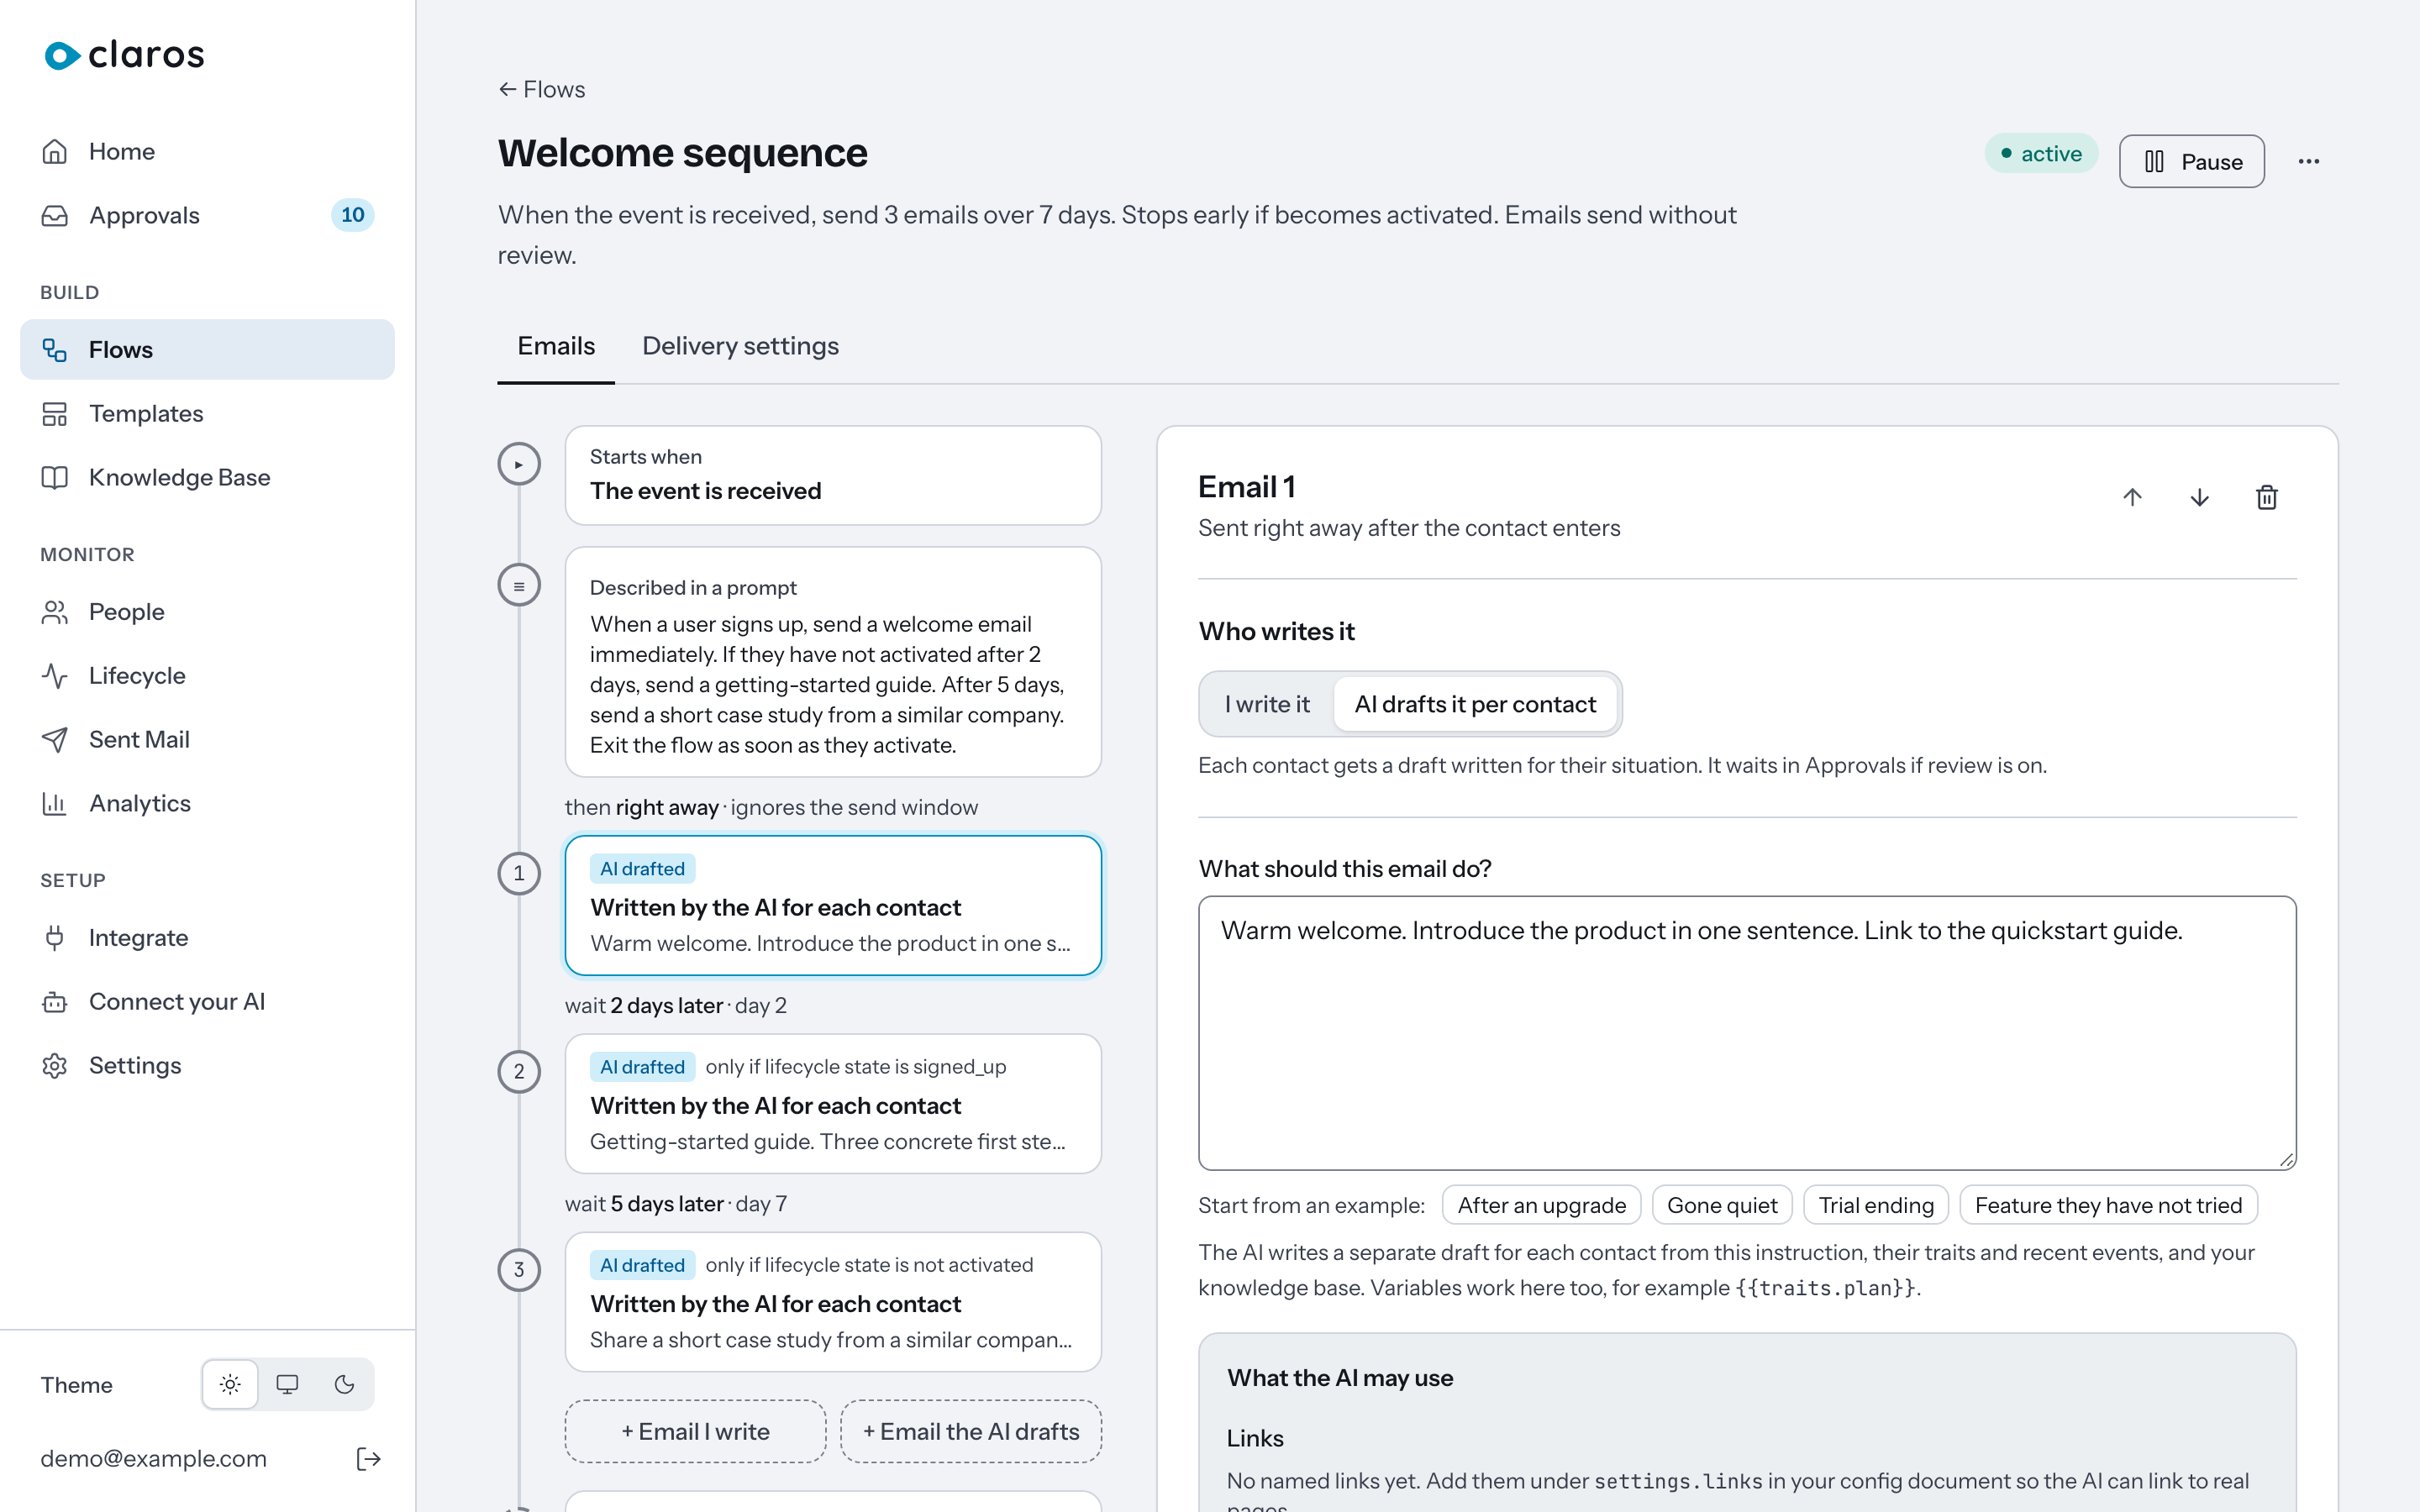 claros
Home
Approvals 10
BUILD
Flows
Templates
Knowledge Base
MONITOR
People
Lifecycle
Sent Mail
Analytics
SETUP
Integrate
Connect your AI
Settings
Theme
demo@example.com
← Flows
Welcome sequence
active
Pause
When the event is received, send 3 emails over 7 days. Stops early if becomes activated. Emails send without
review.
Emails
Delivery settings
Starts when
The event is received
Described in a prompt
When a user signs up, send a welcome email
immediately. If they have not activated after 2
days, send a getting-started guide. After 5 days,
send a short case study from a similar company.
Exit the flow as soon as they activate.
then right away · ignores the send window
1
AI drafted
Written by the AI for each contact
Warm welcome. Introduce the product in one s...
wait 2 days later · day 2
2
AI drafted only if lifecycle state is signed_up
Written by the AI for each contact
Getting-started guide. Three concrete first ste...
wait 5 days later · day 7
3
AI drafted only if lifecycle state is not activated
Written by the AI for each contact
Share a short case study from a similar compan...
+ Email I write
+ Email the AI drafts
Email 1
Sent right away after the contact enters
Who writes it
I write it
AI drafts it per contact
Each contact gets a draft written for their situation. It waits in Approvals if review is on.
What should this email do?
Warm welcome. Introduce the product in one sentence. Link to the quickstart guide.
Start from an example: After an upgrade Gone quiet Trial ending Feature they have not tried
The AI writes a separate draft for each contact from this instruction, their traits and recent events, and your
knowledge base. Variables work here too, for example {{traits.plan}}.
What the AI may use
Links
No named links yet. Add them under settings.links in your config document so the AI can link to real
pages